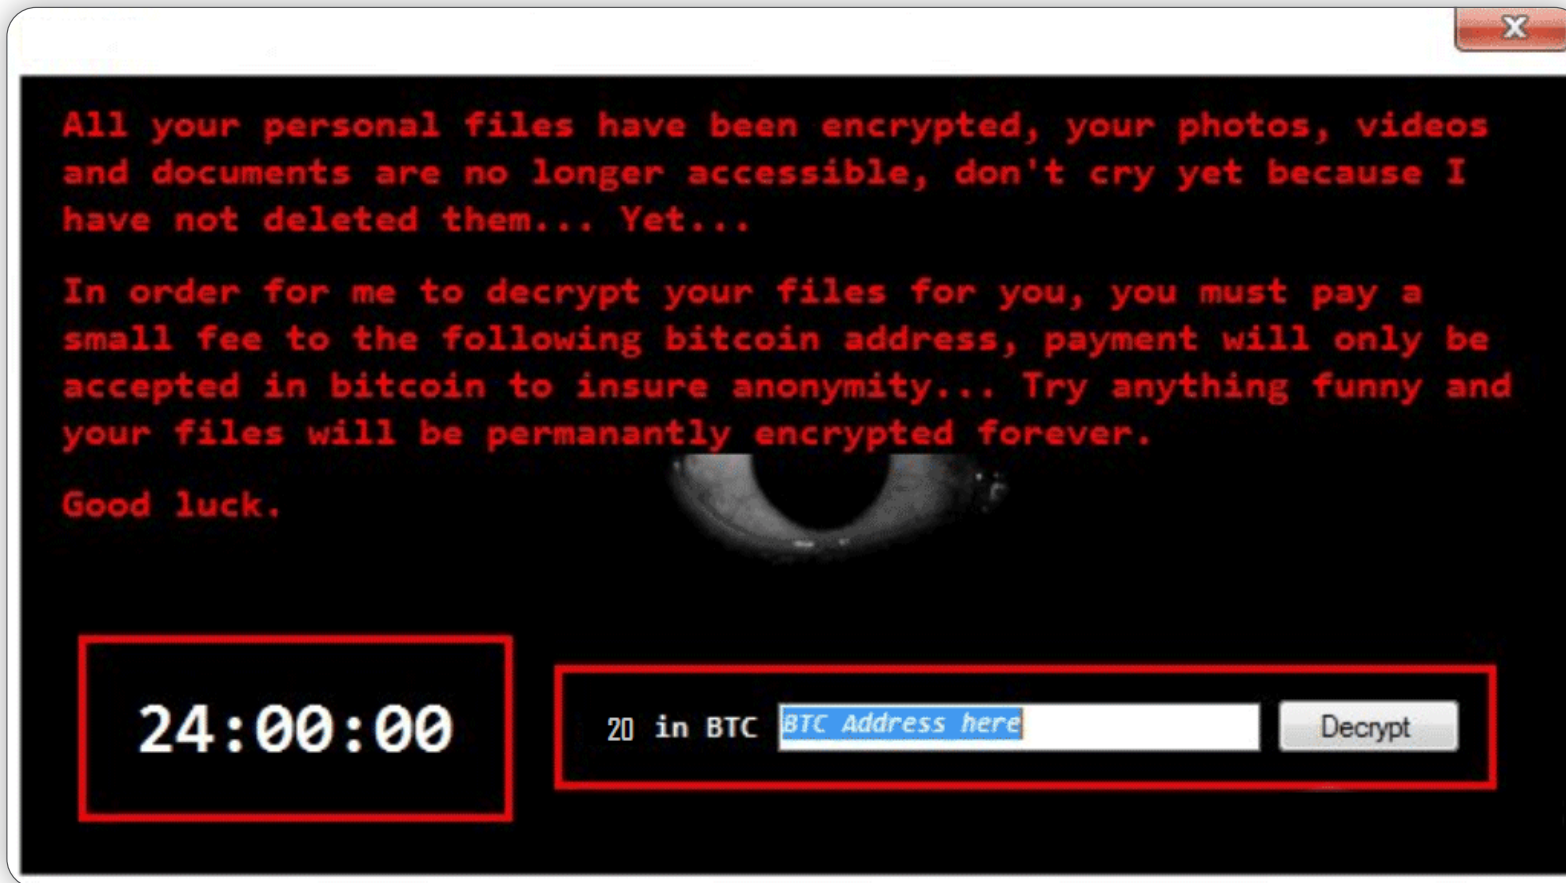 X
All your personal files have been encrypted, your photos, videos
and documents are no longer accessible, don't cry yet because I
have not deleted them... Yet...
In order for me to decrypt your files for you, you must pay a
small fee to the following bitcoin address, payment will only be
accepted in bitcoin to insure anonymity... Try anything funny and
your files will be permanantly encrypted forever.
Good luck.
24:00:00
20 in BTC BTC Address here Decrypt